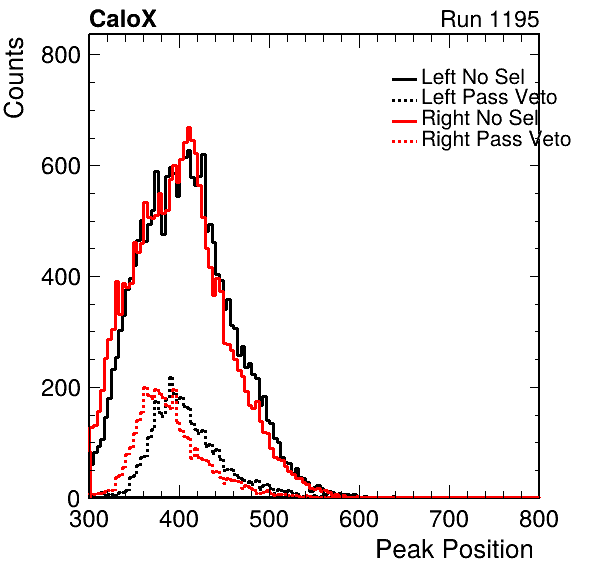 CaloX Run 1195
Counts
800
600
400
200
0
Left No Sel
Left Pass Veto
Right No Sel
Right Pass Veto
300 400 500 600 700 800
Peak Position